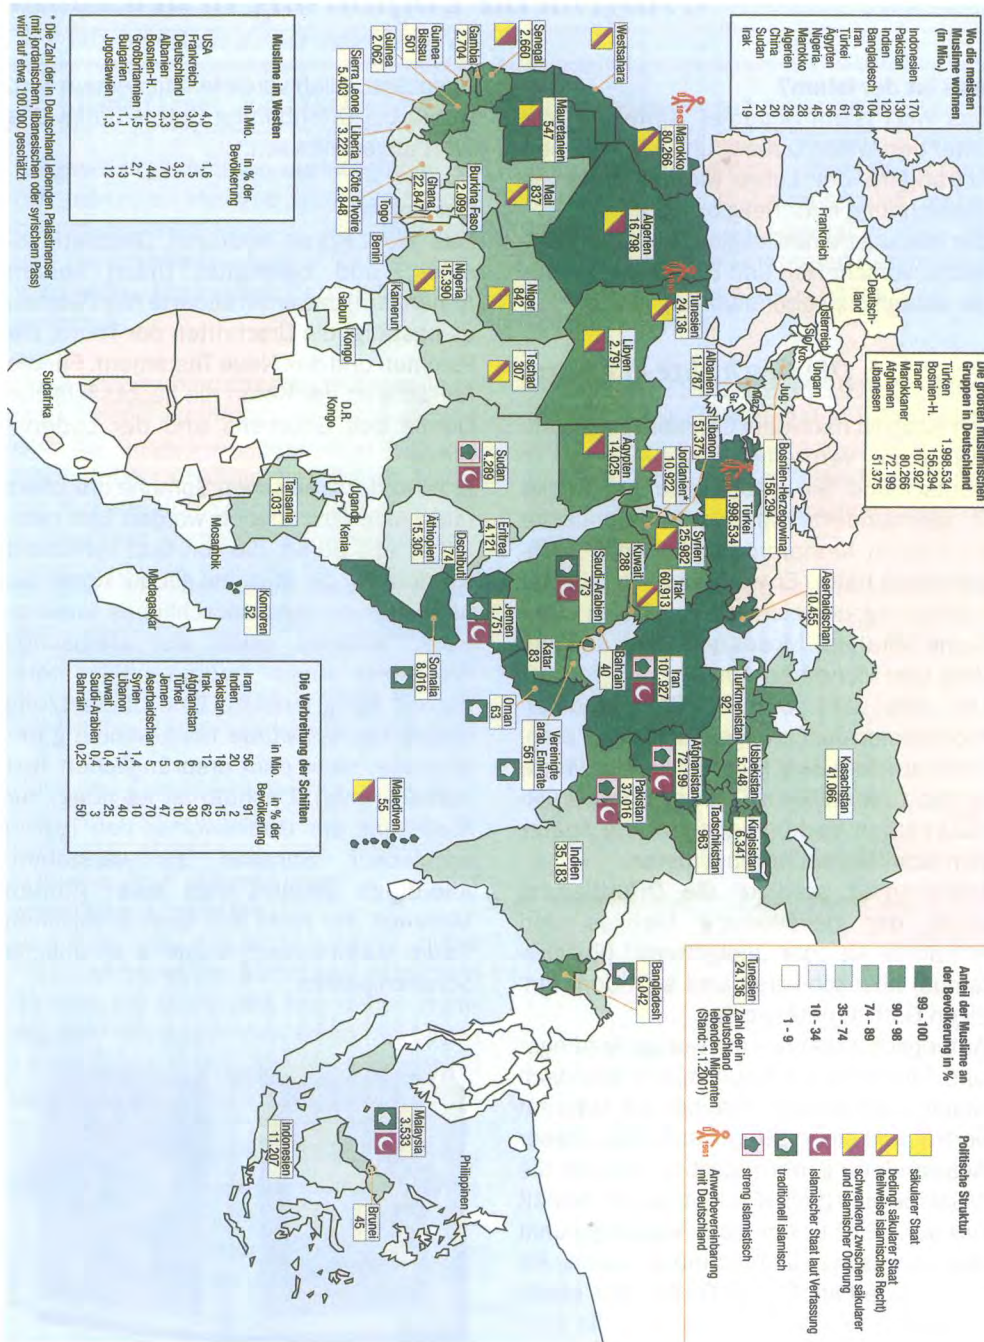 Wo die meisten
Muslime wohnen
(in Mio.)
Indonesien 170
Pakistan 132
Indien 120
Bangladesch 104
Iran 64
Türkei 61
Ägypten 56
Nigeria 45
Marokko 28
Algerien 28
China 20
Sudan 20
Irak 19
Die größten muslimischen
Gruppen in Deutschland
Türken 1.998.534
Bosnien-H. 156.294
Iraner 107.927
Marokkaner 80.266
Afghanen 72.199
Libanesen 51.375
Anteil der Muslime an
der Bevölkerung in %
99 - 100
90 - 98
74 - 89
35 - 74
10 - 34
1 - 9
Tunesien
24.136
Zahl der in
Deutschland
lebenden Migranten
(Stand: 1.1.2001)
Politische Struktur
säkularer Staat
bedingt säkularer Staat
(teilweise islamisches Recht)
schwankend zwischen säkularer
und islamischer Ordnung
islamischer Staat laut Verfassung
traditionell islamisch
streng islamistisch
1961
Anwerbevereinbarung
mit Deutschland
Frankreich
Deutsch-
land
Österreich
Ungarn
Slo.
Kro.
Jug.
Maz.
Gr.
Bosnien-Herzegowina
156.294
Albanien
11.787
Türkei
1.998.534
1961
Aserbaidschan
10.455
Kasachstan
41.066
Usbekistan
5.148
Kirgisistan
6.334
Turkmenistan
921
Tadschikistan
963
Afghanistan
72.199
Pakistan
37.016
Iran
107.927
Libanon
51.375
Syrien
25.982
Irak
60.913
Jordanien*
10.922
Kuwait
288
Bahrain
40
Katar
83
Saudi-Arabien
773
Vereinigte
arab. Emirate
561
Oman
63
Jemen
1.751
Westsahara
Marokko
80.266
1963
Algerien
16.798
Tunesien
24.136
1965
Libyen
2.791
Ägypten
14.025
Mauretanien
547
Mali
837
Niger
842
Tschad
367
Sudan
4.289
Eritrea
4.121
Dschibuti
74
Äthiopien
15.305
Somalia
8.016
Senegal
2.660
Gambia
2.704
Guinea-
Bissau
501
Guinea
2.062
Sierra Leone
5.403
Liberia
3.223
Côte d'Ivoire
2.848
Burkina Faso
2.099
Ghana
22.847
Togo
Benin
Nigeria
15.390
Kamerun
Gabun
Kongo
D.R.
Kongo
Uganda
Kenia
Tansania
1.031
Mosambik
Komoren
52
Madagaskar
Südafrika
Indien
35.183
Malediven
55
Bangladesh
6.042
Malaysia
3.533
Philippinen
Brunei
45
Indonesien
11.207
Muslime im Westen
in Mio.
in % der
Bevölkerung
USA 4,0 1,6
Frankreich 3,0* 5
Deutschland 3,0 3,5
Albanien 2,3 70
Bosnien-H. 2,0 44
Großbritannien 1,5 2,7
Bulgarien 1,1 13
Jugoslawien 1,3 12
* Die Zahl der in Deutschland lebenden Palästinenser
(mit jordanischem, libanesischen oder syrischem Pass)
wird auf etwa 100.000 geschätzt
Die Verbreitung der Schiiten
in Mio.
in % der
Bevölkerung
Iran 56 90
Indien 20 2
Pakistan 18 15
Irak 12 65
Afghanistan 6 30
Türkei 6 10
Jemen 5 47
Aserbaidschan 5 72
Syrien 1,4 10
Libanon 1,2 40
Kuwait 0,4 25
Saudi-Arabien 0,4 3
Bahrain 0,25 90